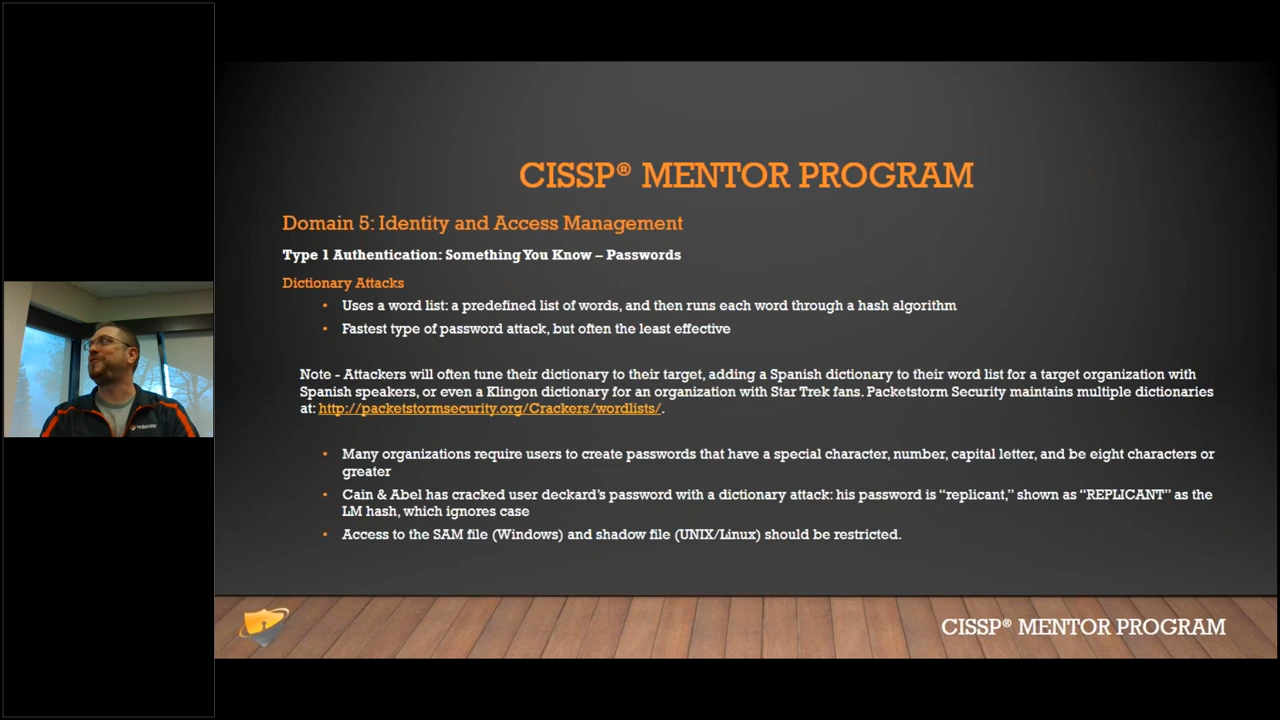 CISSP® MENTOR PROGRAM
Domain 5: Identity and Access Management
Type 1 Authentication: Something You Know – Passwords
Dictionary Attacks
• Uses a word list: a predefined list of words, and then runs each word through a hash algorithm
• Fastest type of password attack, but often the least effective
Note - Attackers will often tune their dictionary to their target, adding a Spanish dictionary to their word list for a target organization with
Spanish speakers, or even a Klingon dictionary for an organization with Star Trek fans. Packetstorm Security maintains multiple dictionaries
at: http://packetstormsecurity.org/Crackers/wordlists/.
• Many organizations require users to create passwords that have a special character, number, capital letter, and be eight characters or
greater
• Cain & Abel has cracked user deckard’s password with a dictionary attack: his password is “replicant,” shown as “REPLICANT” as the
LM hash, which ignores case
• Access to the SAM file (Windows) and shadow file (UNIX/Linux) should be restricted.
CISSP® MENTOR PROGRAM